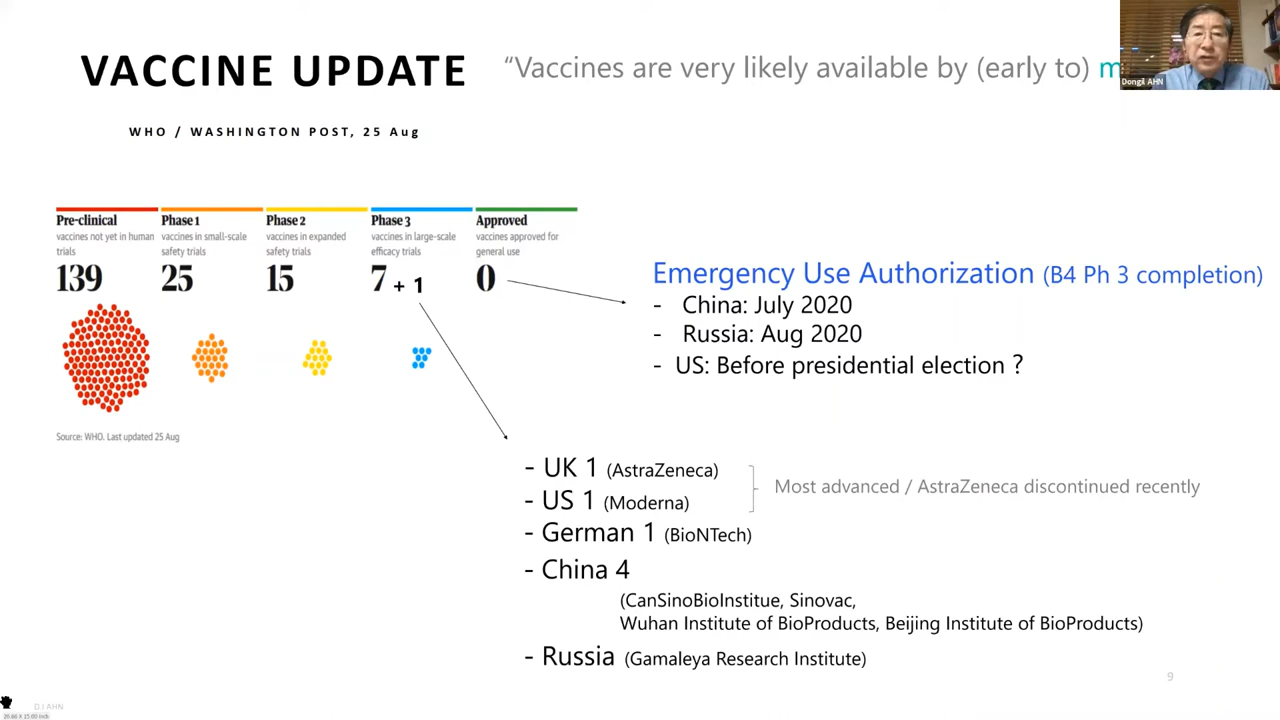 VACCINE UPDATE
“Vaccines are very likely available by (early to) m
Dongil AHN
WHO / WASHINGTON POST, 25 Aug
Pre-clinical
vaccines not yet in human
trials
139
Phase 1
vaccines in small-scale
safety trials
25
Phase 2
vaccines in expanded
safety trials
15
Phase 3
vaccines in large-scale
efficacy trials
7 + 1
Approved
vaccines approved for
general use
0
Source: WHO. Last updated 25 Aug
Emergency Use Authorization (B4 Ph 3 completion)
- China: July 2020
- Russia: Aug 2020
- US: Before presidential election ?
- UK 1 (AstraZeneca)
- US 1 (Moderna)
Most advanced / AstraZeneca discontinued recently
- German 1 (BioNTech)
- China 4
(CanSinoBioInstitue, Sinovac,
Wuhan Institute of BioProducts, Beijing Institute of BioProducts)
- Russia (Gamaleya Research Institute)
9
DJ AHN